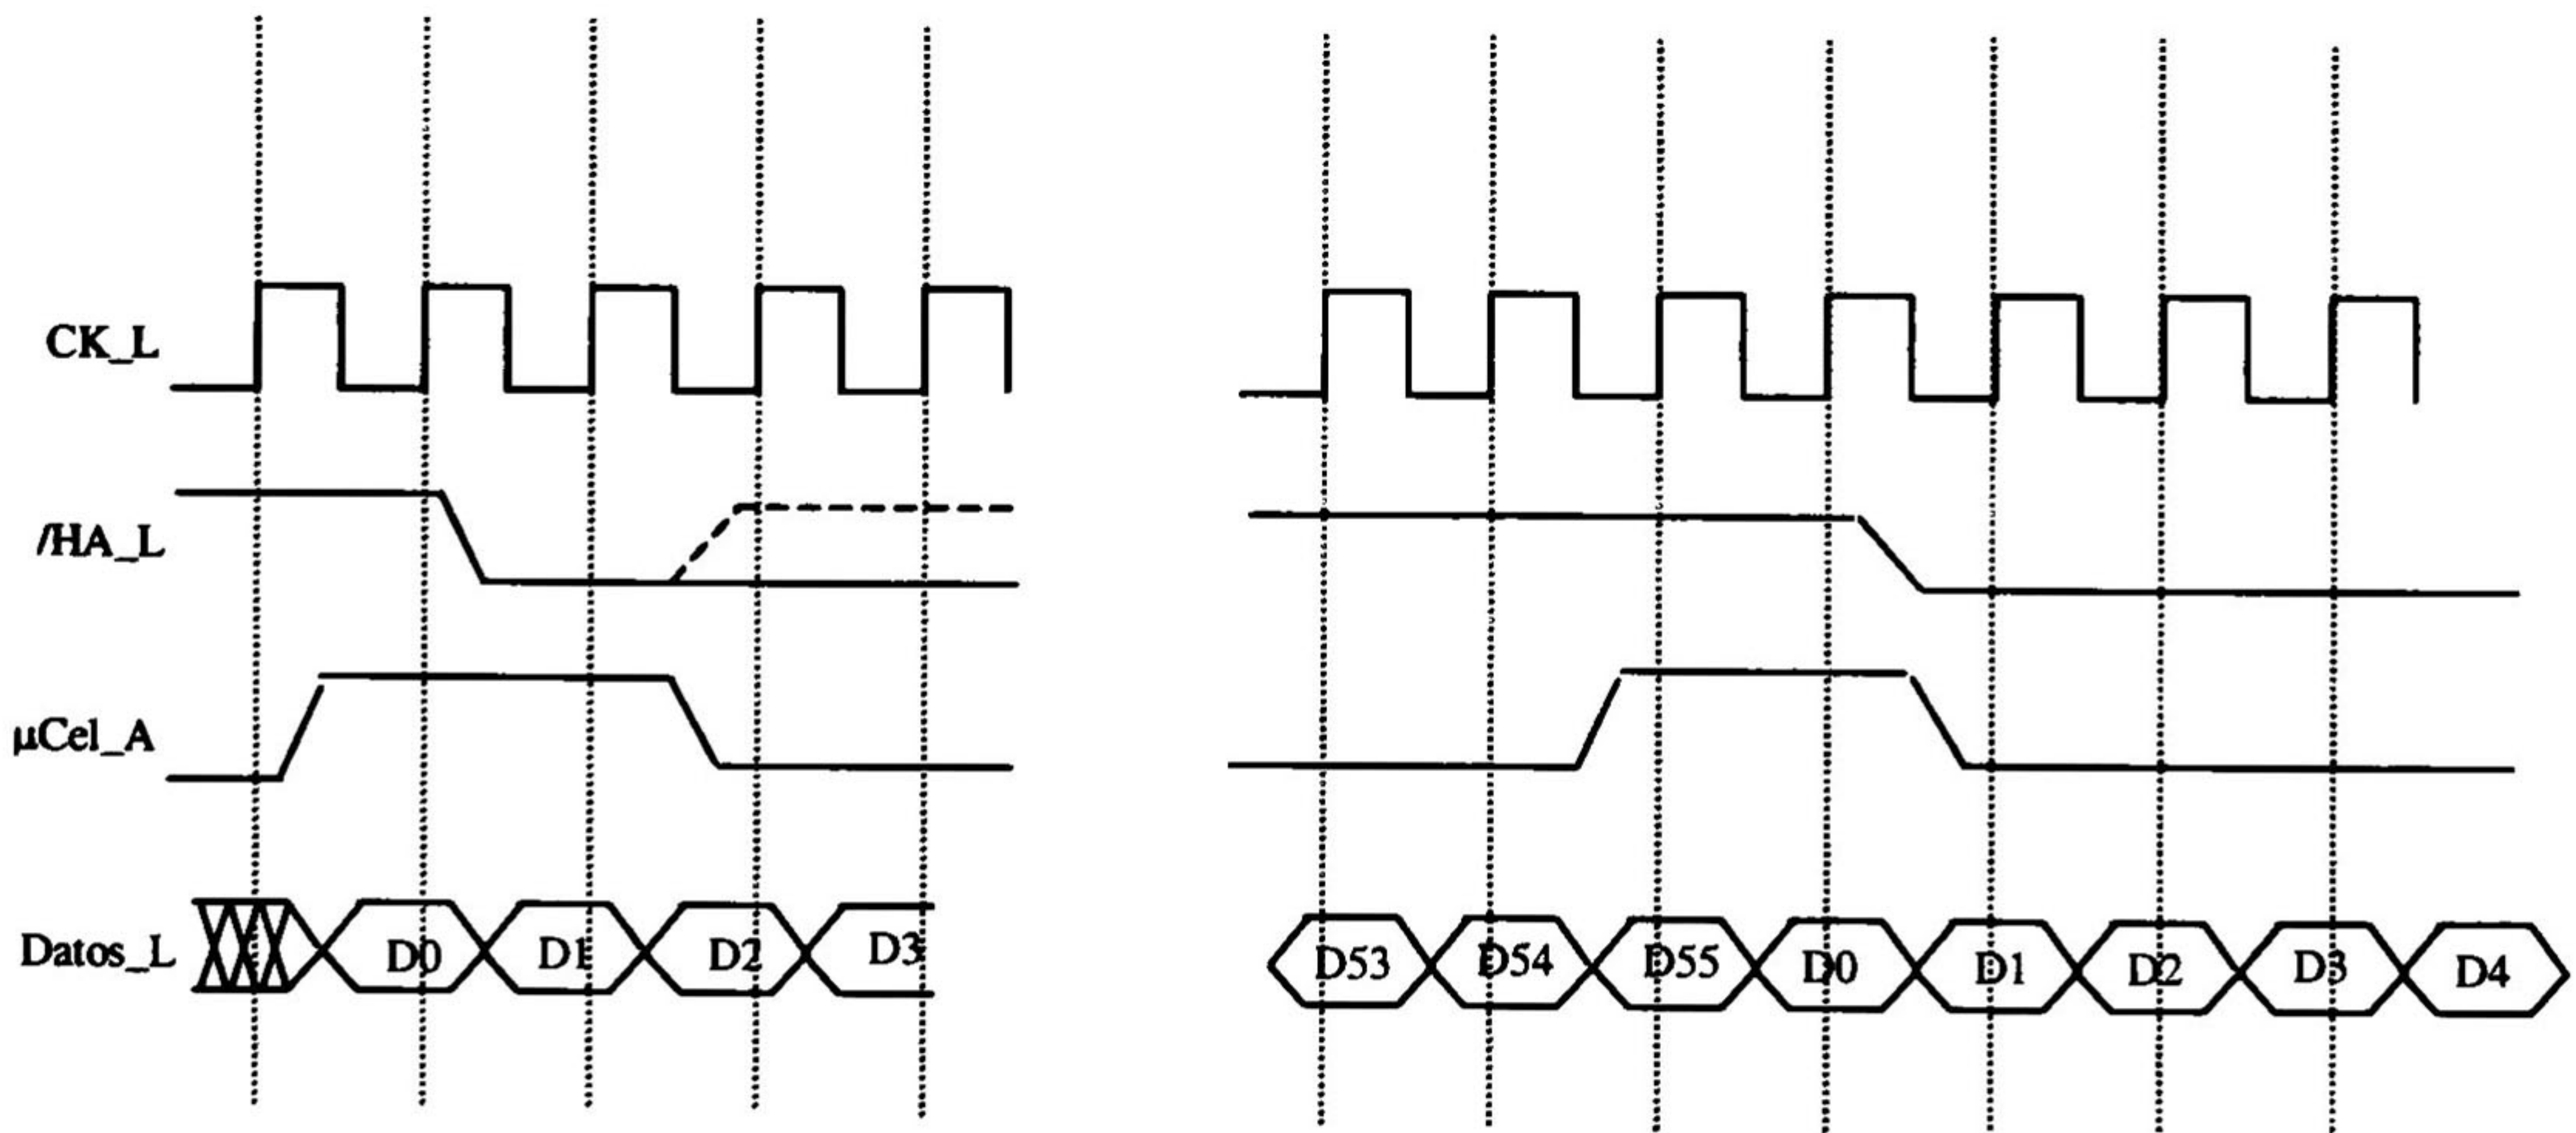 CK_L
/HA_L
µCel_A
Datos_L D0 D1 D2 D3 D53 D54 D55 D0 D1 D2 D3 D4